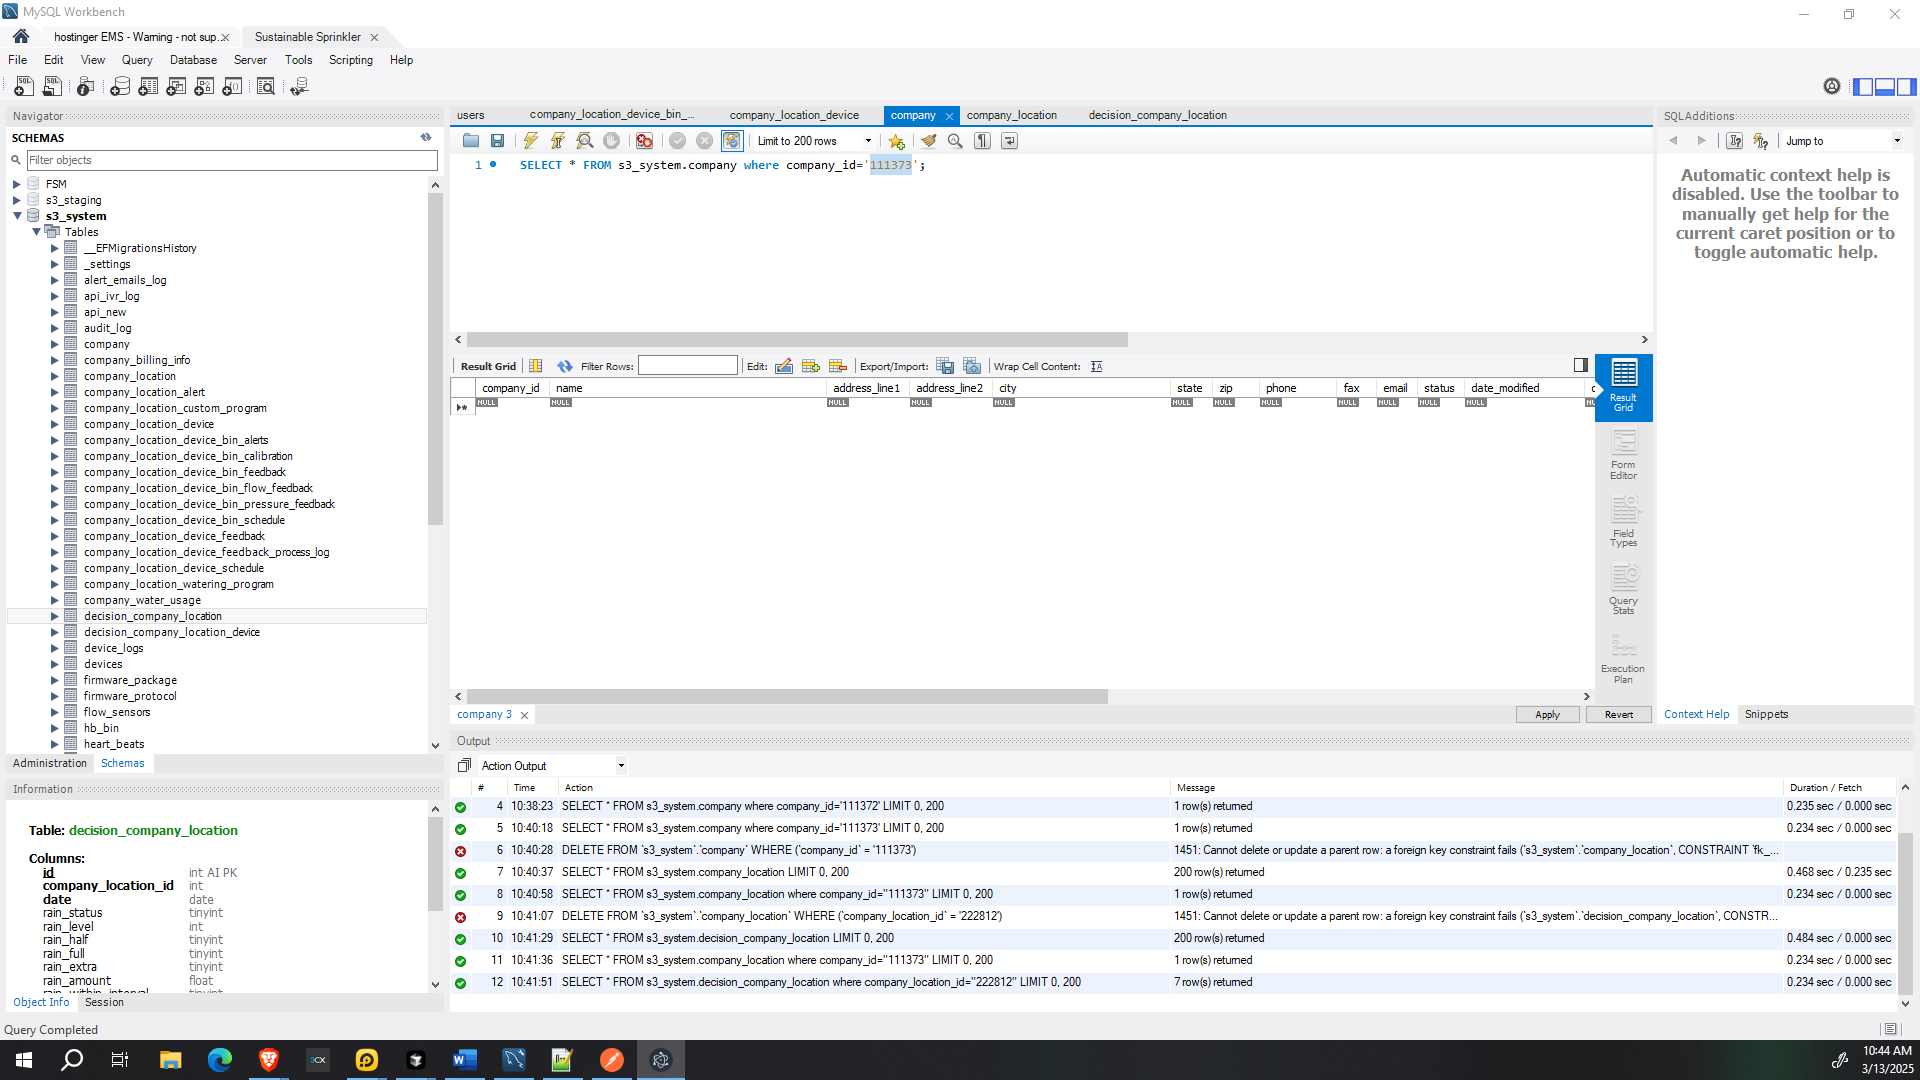 MySQL Workbench
hostinger EMS - Warning - not sup...
Sustainable Sprinkler
File Edit View Query Database Server Tools Scripting Help
Navigator
SCHEMAS
Filter objects
FSM
s3_staging
s3_system
Tables
__EFMigrationsHistory
_settings
alert_emails_log
api_ivr_log
api_new
audit_log
company
company_billing_info
company_location
company_location_alert
company_location_custom_program
company_location_device
company_location_device_bin_alerts
company_location_device_bin_calibration
company_location_device_bin_feedback
company_location_device_bin_flow_feedback
company_location_device_bin_pressure_feedback
company_location_device_bin_schedule
company_location_device_feedback
company_location_device_feedback_process_log
company_location_device_schedule
company_location_watering_program
company_water_usage
decision_company_location
decision_company_location_device
device_logs
devices
firmware_package
firmware_protocol
flow_sensors
hb_bin
heart_beats
Administration Schemas
Information
Table: decision_company_location
Columns:
id int AI PK
company_location_id int
date date
rain_status tinyint
rain_level int
rain_half tinyint
rain_full tinyint
rain_extra tinyint
rain_amount float
rain_within_interval tinyint
Object Info Session
Query Completed
users company_location_device_bin_... company_location_device company company_location decision_company_location
Limit to 200 rows
1 SELECT * FROM s3_system.company where company_id='111373';
Result Grid Filter Rows: Edit: Export/Import: Wrap Cell Content:
company_id name address_line1 address_line2 city state zip phone fax email status date_modified
NULL NULL NULL NULL NULL NULL NULL NULL NULL NULL NULL NULL
Result Grid
Form Editor
Field Types
Query Stats
Execution Plan
company 3
Apply Revert
SQLAdditions
Jump to
Automatic context help is
disabled. Use the toolbar to
manually get help for the
current caret position or to
toggle automatic help.
Context Help Snippets
Output
Action Output
# Time Action Message Duration / Fetch
4 10:38:23 SELECT * FROM s3_system.company where company_id='111372' LIMIT 0, 200 1 row(s) returned 0.235 sec / 0.000 sec
5 10:40:18 SELECT * FROM s3_system.company where company_id='111373' LIMIT 0, 200 1 row(s) returned 0.234 sec / 0.000 sec
6 10:40:28 DELETE FROM `s3_system`.`company` WHERE (`company_id` = '111373') 1451: Cannot delete or update a parent row: a foreign key constraint fails (`s3_system`.`company_location`, CONSTRAINT `fk_...
7 10:40:37 SELECT * FROM s3_system.company_location LIMIT 0, 200 200 row(s) returned 0.468 sec / 0.235 sec
8 10:40:58 SELECT * FROM s3_system.company_location where company_id="111373" LIMIT 0, 200 1 row(s) returned 0.234 sec / 0.000 sec
9 10:41:07 DELETE FROM `s3_system`.`company_location` WHERE (`company_location_id` = '222812') 1451: Cannot delete or update a parent row: a foreign key constraint fails (`s3_system`.`decision_company_location`, CONSTR...
10 10:41:29 SELECT * FROM s3_system.decision_company_location LIMIT 0, 200 200 row(s) returned 0.484 sec / 0.000 sec
11 10:41:36 SELECT * FROM s3_system.company_location where company_id="111373" LIMIT 0, 200 1 row(s) returned 0.234 sec / 0.000 sec
12 10:41:51 SELECT * FROM s3_system.decision_company_location where company_location_id="222812" LIMIT 0, 200 7 row(s) returned 0.234 sec / 0.000 sec
10:44 AM
3/13/2025